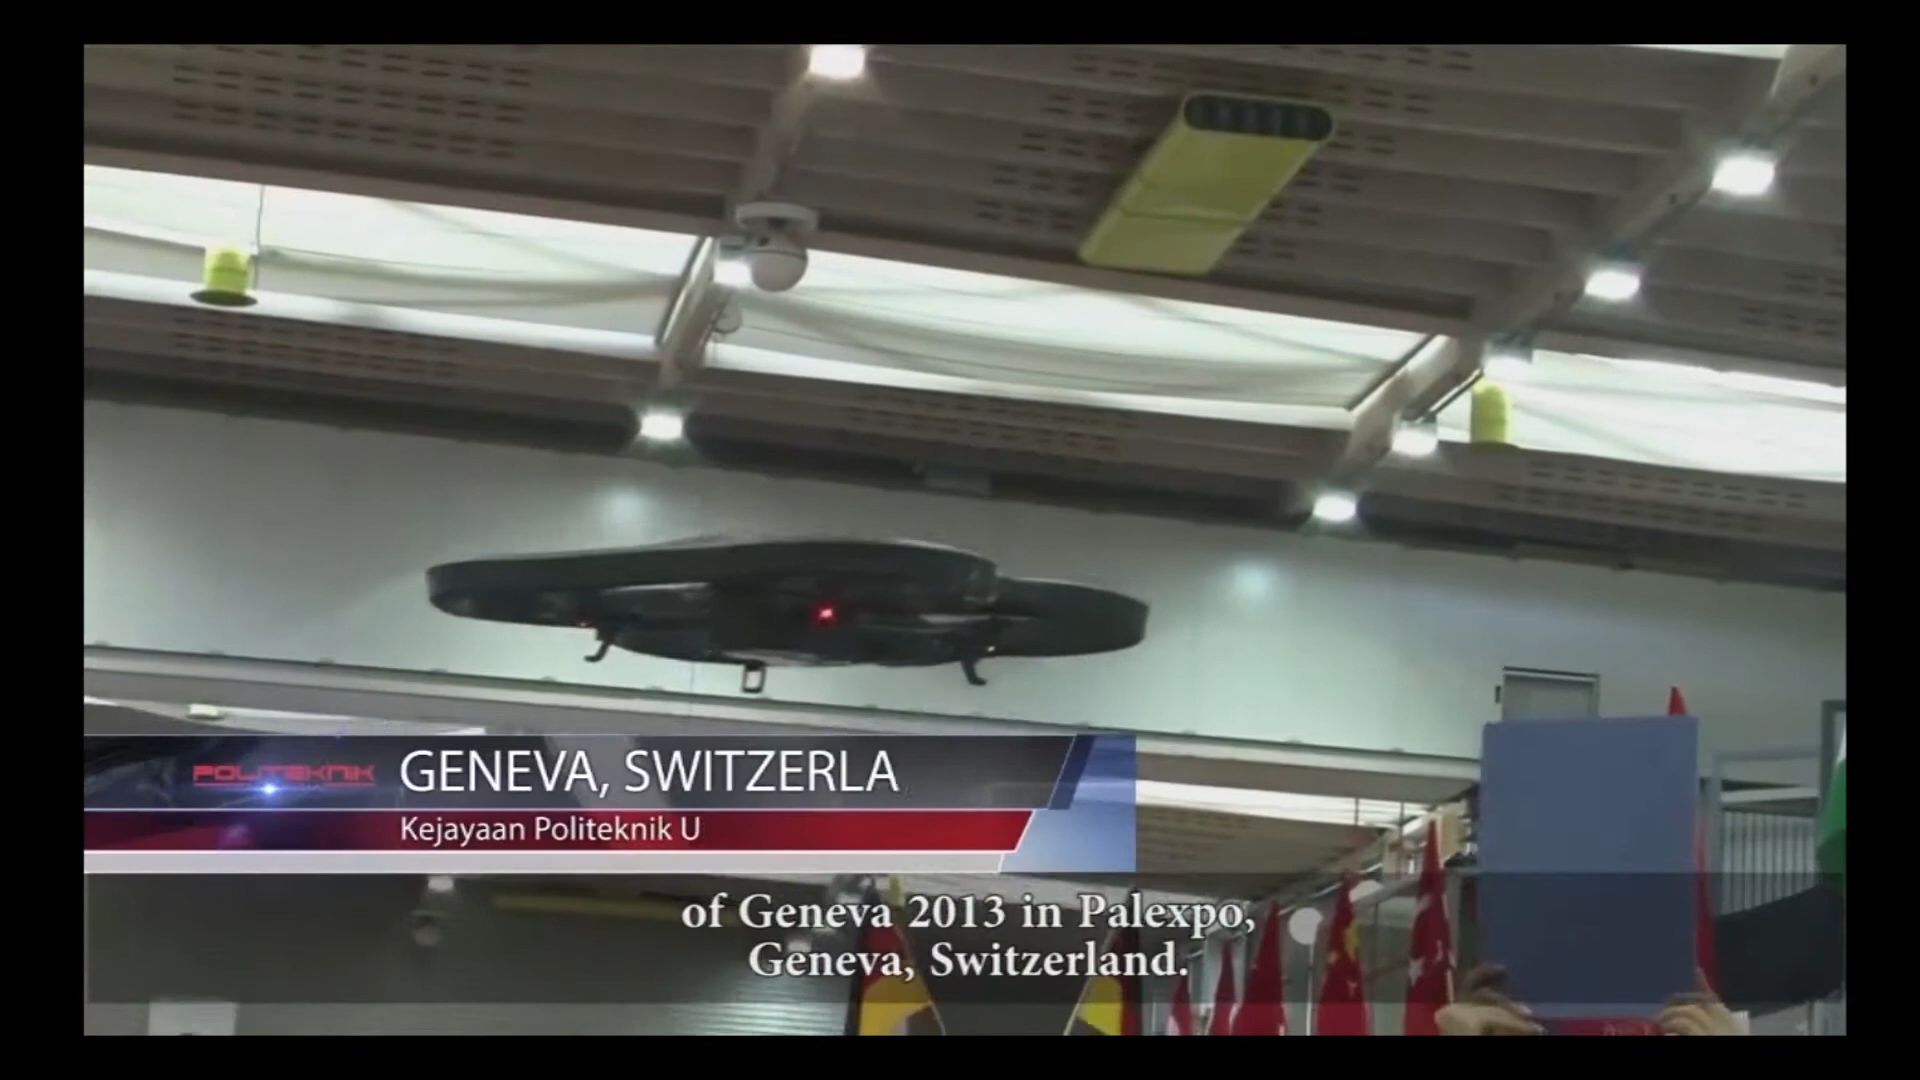 POLITEKNIK
GENEVA, SWITZERLA
Kejayaan Politeknik U
of Geneva 2013 in Palexpo,
Geneva, Switzerland.